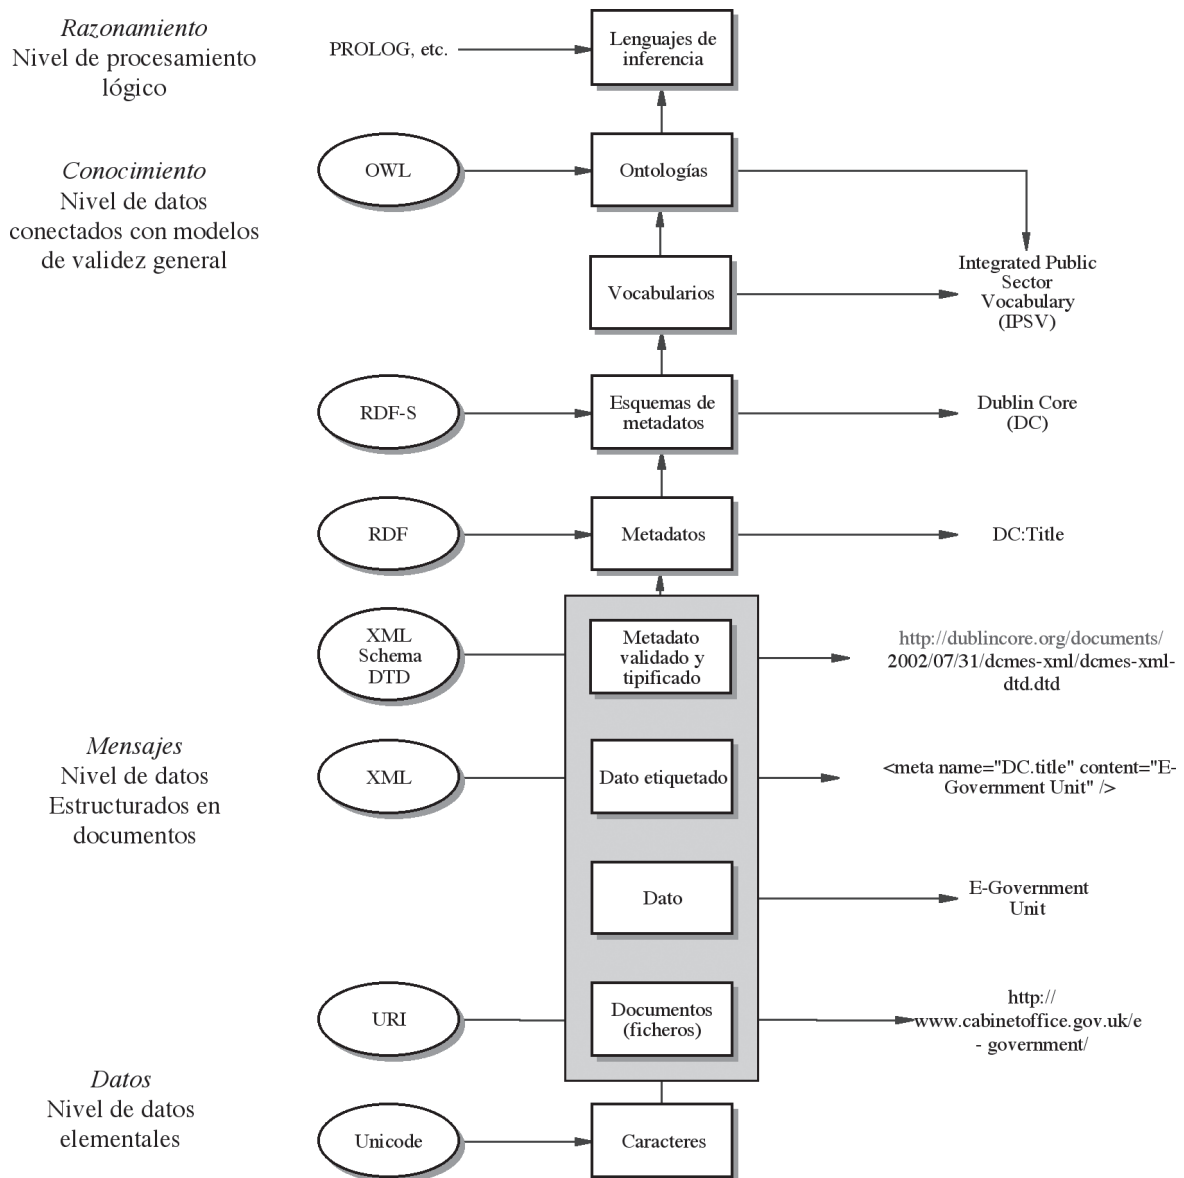 Razonamiento
Nivel de procesamiento
lógico
PROLOG, etc.
Lenguajes de
inferencia
Conocimiento
Nivel de datos
conectados con modelos
de validez general
OWL
Ontologías
Integrated Public
Sector
Vocabulary
(IPSV)
Vocabularios
RDF-S
Esquemas de
metadatos
Dublin Core
(DC)
RDF
Metadatos
DC:Title
XML
Schema
DTD
Metadato
validado y
tipificado
http://dublincore.org/documents/
2002/07/31/dcmes-xml/dcmes-xml-
dtd.dtd
Mensajes
Nivel de datos
Estructurados en
documentos
XML
Dato etiquetado
<meta name="DC.title" content="E-
Government Unit" />
Dato
E-Government
Unit
URI
Documentos
(ficheros)
http://
www.cabinetoffice.gov.uk/e
- government/
Datos
Nivel de datos
elementales
Unicode
Caracteres